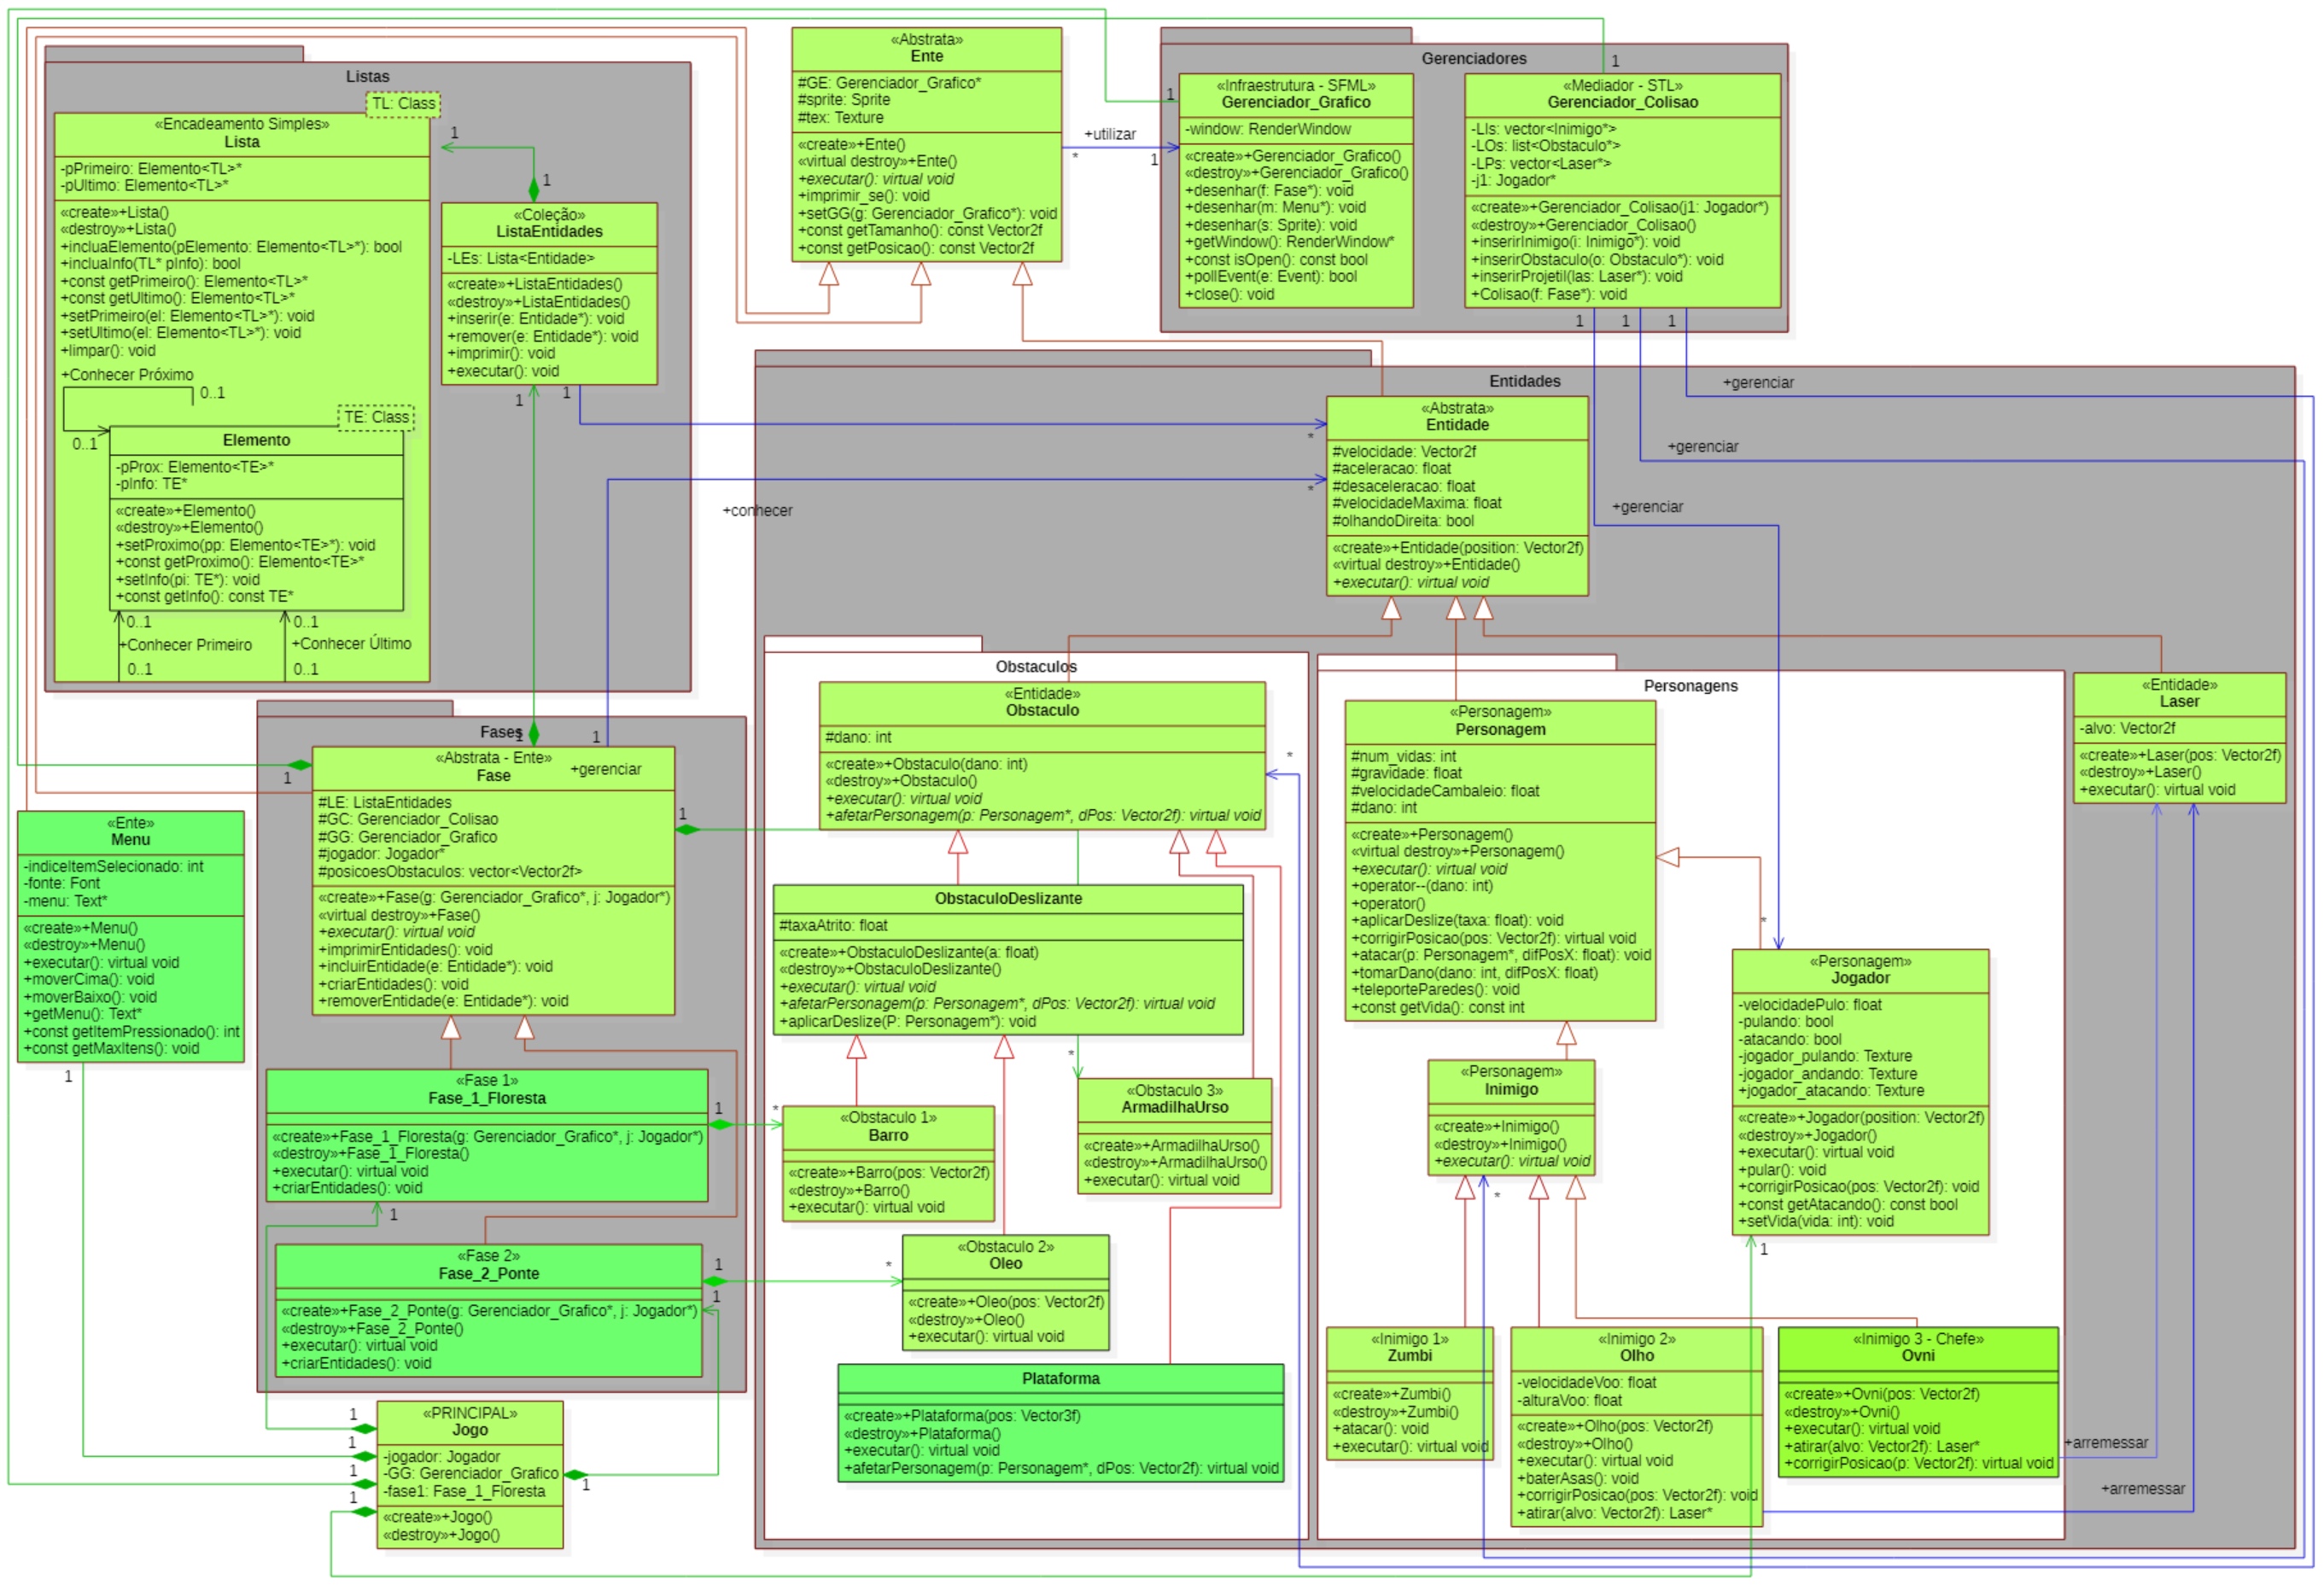 Listas
TL: Class
«Encadeamento Simples»
Lista
-pPrimeiro: Elemento<TL>*
-pUltimo: Elemento<TL>*
«create»+Lista()
«destroy»+Lista()
+incluaElemento(pElemento: Elemento<TL>*): bool
+incluaInfo(TL* pInfo): bool
+const getPrimeiro(): Elemento<TL>*
+const getUltimo(): Elemento<TL>*
+setPrimeiro(el: Elemento<TL>*): void
+setUltimo(el: Elemento<TL>*): void
+limpar(): void
+Conhecer Próximo
0..1
0..1
TE: Class
Elemento
-pProx: Elemento<TE>*
-pInfo: TE*
«create»+Elemento()
«destroy»+Elemento()
+setProximo(pp: Elemento<TE>*): void
+const getProximo(): Elemento<TE>*
+setInfo(pi: TE*): void
+const getInfo(): const TE*
0..1
0..1
+Conhecer Primeiro
+Conhecer Último
0..1
0..1
1
1
«Coleção»
ListaEntidades
-LEs: Lista<Entidade>
«create»+ListaEntidades()
«destroy»+ListaEntidades()
+inserir(e: Entidade*): void
+remover(e: Entidade*): void
+imprimir(): void
+executar(): void
1
1
«Abstrata»
Ente
#GE: Gerenciador_Grafico*
#sprite: Sprite
#tex: Texture
«create»+Ente()
«virtual destroy»+Ente()
+executar(): virtual void
+imprimir_se(): void
+setGG(g: Gerenciador_Grafico*): void
+const getTamanho(): const Vector2f
+const getPosicao(): const Vector2f
+utilizar
*
1
Gerenciadores
1
«Infraestrutura - SFML»
Gerenciador_Grafico
-window: RenderWindow
«create»+Gerenciador_Grafico()
«destroy»+Gerenciador_Grafico()
+desenhar(f: Fase*): void
+desenhar(m: Menu*): void
+desenhar(s: Sprite): void
+getWindow(): RenderWindow*
+const isOpen(): const bool
+pollEvent(e: Event): bool
+close(): void
1
«Mediador - STL»
Gerenciador_Colisao
-LIs: vector<Inimigo*>
-LOs: list<Obstaculo*>
-LPs: vector<Laser*>
-j1: Jogador*
«create»+Gerenciador_Colisao(j1: Jogador*)
«destroy»+Gerenciador_Colisao()
+inserirInimigo(i: Inimigo*): void
+inserirObstaculo(o: Obstaculo*): void
+inserirProjetil(las: Laser*): void
+Colisao(f: Fase*): void
1
1
1
+gerenciar
+gerenciar
+gerenciar
Entidades
«Abstrata»
Entidade
#velocidade: Vector2f
#aceleracao: float
#desaceleracao: float
#velocidadeMaxima: float
#olhandoDireita: bool
«create»+Entidade(position: Vector2f)
«virtual destroy»+Entidade()
+executar(): virtual void
*
*
+conhecer
Fases
1
1
1
«Abstrata - Ente»
Fase
+gerenciar
#LE: ListaEntidades
#GC: Gerenciador_Colisao
#GG: Gerenciador_Grafico
#jogador: Jogador*
#posicoesObstaculos: vector<Vector2f>
«create»+Fase(g: Gerenciador_Grafico*, j: Jogador*)
«virtual destroy»+Fase()
+executar(): virtual void
+imprimirEntidades(): void
+incluirEntidade(e: Entidade*): void
+criarEntidades(): void
+removerEntidade(e: Entidade*): void
1
«Ente»
Menu
-indiceItemSelecionado: int
-fonte: Font
-menu: Text*
«create»+Menu()
«destroy»+Menu()
+executar(): virtual void
+moverCima(): void
+moverBaixo(): void
+getMenu(): Text*
+const getItemPressionado(): int
+const getMaxItens(): void
1
«Fase 1»
Fase_1_Floresta
«create»+Fase_1_Floresta(g: Gerenciador_Grafico*, j: Jogador*)
«destroy»+Fase_1_Floresta()
+executar(): virtual void
+criarEntidades(): void
1
*
1
«Fase 2»
Fase_2_Ponte
«create»+Fase_2_Ponte(g: Gerenciador_Grafico*, j: Jogador*)
«destroy»+Fase_2_Ponte()
+executar(): virtual void
+criarEntidades(): void
1
*
1
«PRINCIPAL»
Jogo
-jogador: Jogador
-GG: Gerenciador_Grafico
-fase1: Fase_1_Floresta
«create»+Jogo()
«destroy»+Jogo()
1
1
1
1
1
Obstaculos
«Entidade»
Obstaculo
#dano: int
«create»+Obstaculo(dano: int)
«destroy»+Obstaculo()
+executar(): virtual void
+afetarPersonagem(p: Personagem*, dPos: Vector2f): virtual void
*
ObstaculoDeslizante
#taxaAtrito: float
«create»+ObstaculoDeslizante(a: float)
«destroy»+ObstaculoDeslizante()
+executar(): virtual void
+afetarPersonagem(p: Personagem*, dPos: Vector2f): virtual void
+aplicarDeslize(P: Personagem*): void
*
«Obstaculo 1»
Barro
«create»+Barro(pos: Vector2f)
«destroy»+Barro()
+executar(): virtual void
«Obstaculo 3»
ArmadilhaUrso
«create»+ArmadilhaUrso()
«destroy»+ArmadilhaUrso()
+executar(): virtual void
«Obstaculo 2»
Oleo
«create»+Oleo(pos: Vector2f)
«destroy»+Oleo()
+executar(): virtual void
Plataforma
«create»+Plataforma(pos: Vector3f)
«destroy»+Plataforma()
+executar(): virtual void
+afetarPersonagem(p: Personagem*, dPos: Vector2f): virtual void
Personagens
«Personagem»
Personagem
#num_vidas: int
#gravidade: float
#velocidadeCambaleio: float
#dano: int
«create»+Personagem()
«virtual destroy»+Personagem()
+executar(): virtual void
+operator--(dano: int)
+operator()
+aplicarDeslize(taxa: float): void
+corrigirPosicao(pos: Vector2f): virtual void
+atacar(p: Personagem*, difPosX: float): void
+tomarDano(dano: int, difPosX: float)
+teleporteParedes(): void
+const getVida(): const int
*
«Personagem»
Jogador
-velocidadePulo: float
-pulando: bool
-atacando: bool
-jogador_pulando: Texture
-jogador_andando: Texture
+jogador_atacando: Texture
«create»+Jogador(position: Vector2f)
«destroy»+Jogador()
+executar(): virtual void
+pular(): void
+corrigirPosicao(pos: Vector2f): void
+const getAtacando(): const bool
+setVida(vida: int): void
1
«Personagem»
Inimigo
«create»+Inimigo()
«destroy»+Inimigo()
+executar(): virtual void
*
«Inimigo 1»
Zumbi
«create»+Zumbi()
«destroy»+Zumbi()
+atacar(): void
+executar(): virtual void
«Inimigo 2»
Olho
-velocidadeVoo: float
-alturaVoo: float
«create»+Olho(pos: Vector2f)
«destroy»+Olho()
+executar(): virtual void
+baterAsas(): void
+corrigirPosicao(pos: Vector2f): void
+atirar(alvo: Vector2f): Laser*
«Inimigo 3 - Chefe»
Ovni
«create»+Ovni(pos: Vector2f)
«destroy»+Ovni()
+executar(): virtual void
+atirar(alvo: Vector2f): Laser*
+corrigirPosicao(p: Vector2f): virtual void
+arremessar
+arremessar
«Entidade»
Laser
-alvo: Vector2f
«create»+Laser(pos: Vector2f)
«destroy»+Laser()
+executar(): virtual void